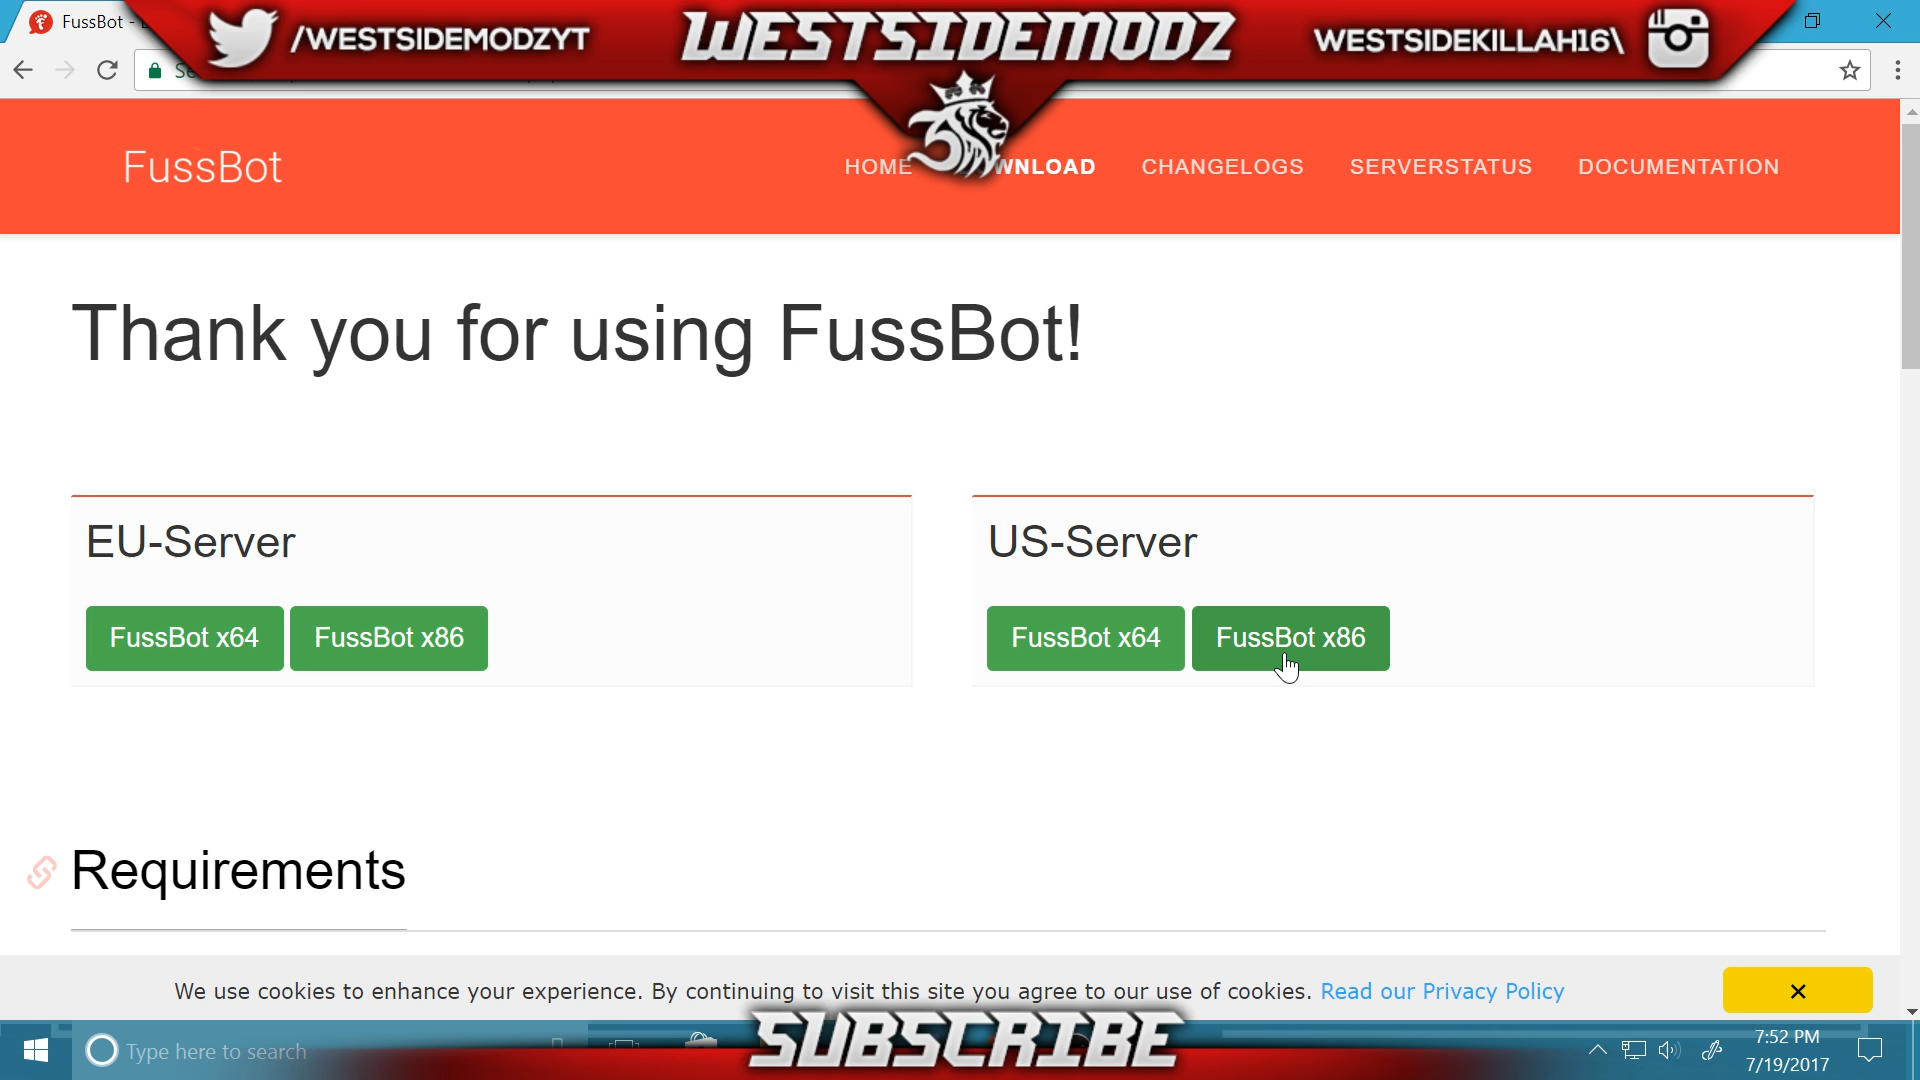 FussBot -
/WESTSIDEMODZYT
WESTSIDEMODZ
WESTSIDEKILLAH16\
FussBot
HOME
WNLOAD
CHANGELOGS
SERVERSTATUS
DOCUMENTATION
Thank you for using FussBot!
EU-Server
US-Server
FussBot x64
FussBot x86
FussBot x64
FussBot x86
Requirements
We use cookies to enhance your experience. By continuing to visit this site you agree to our use of cookies. Read our Privacy Policy
Type here to search
SUBSCRIBE
7:52 PM
7/19/2017